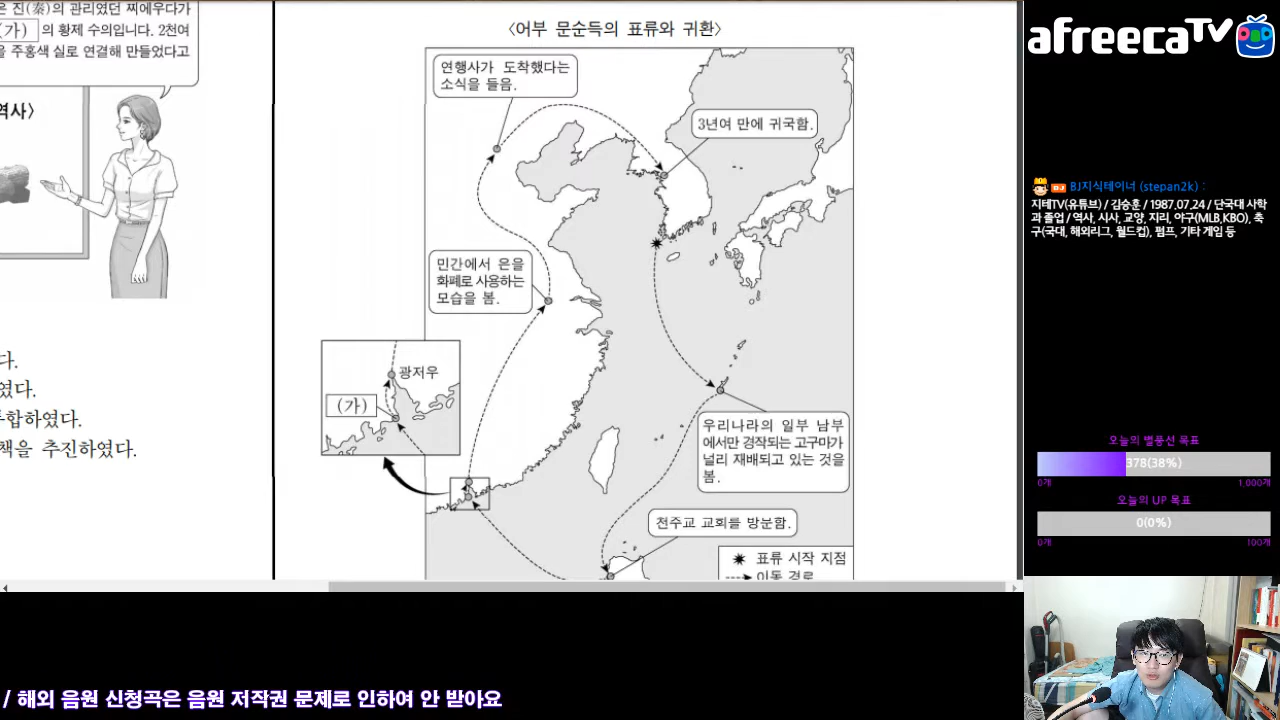 은 진(秦)의 관리였던 찌에우다가
(가) 의 황제 수의입니다. 2천여
을 주홍색 실로 연결해 만들었다고
역사〉
다.
였다.
투합하였다.
책을 추진하였다.
〈어부 문순득의 표류와 귀환〉
연행사가 도착했다는
소식을 들음.
3년여 만에 귀국함.
민간에서 은을
화폐로 사용하는
모습을 봄.
광저우
(가)
우리나라의 일부 남부
에서만 경작되는 고구마가
널리 재배되고 있는 것을
봄.
천주교 교회를 방문함.
표류 시작 지점
이동 경로
afreecaTV
BJ BJ지식테이너 (stepan2k) :
지테TV(유튜브) / 김승훈 / 1987.07.24 / 단국대 사학
과 졸업 / 역사, 시사, 교양, 지리, 야구(MLB,KBO), 축
구(국대, 해외리그, 월드컵), 펌프, 기타 게임 등
오늘의 별풍선 목표
378(38%)
0개 1,000개
오늘의 UP 목표
0(0%)
0개 100개
/ 해외 음원 신청곡은 음원 저작권 문제로 인하여 안 받아요